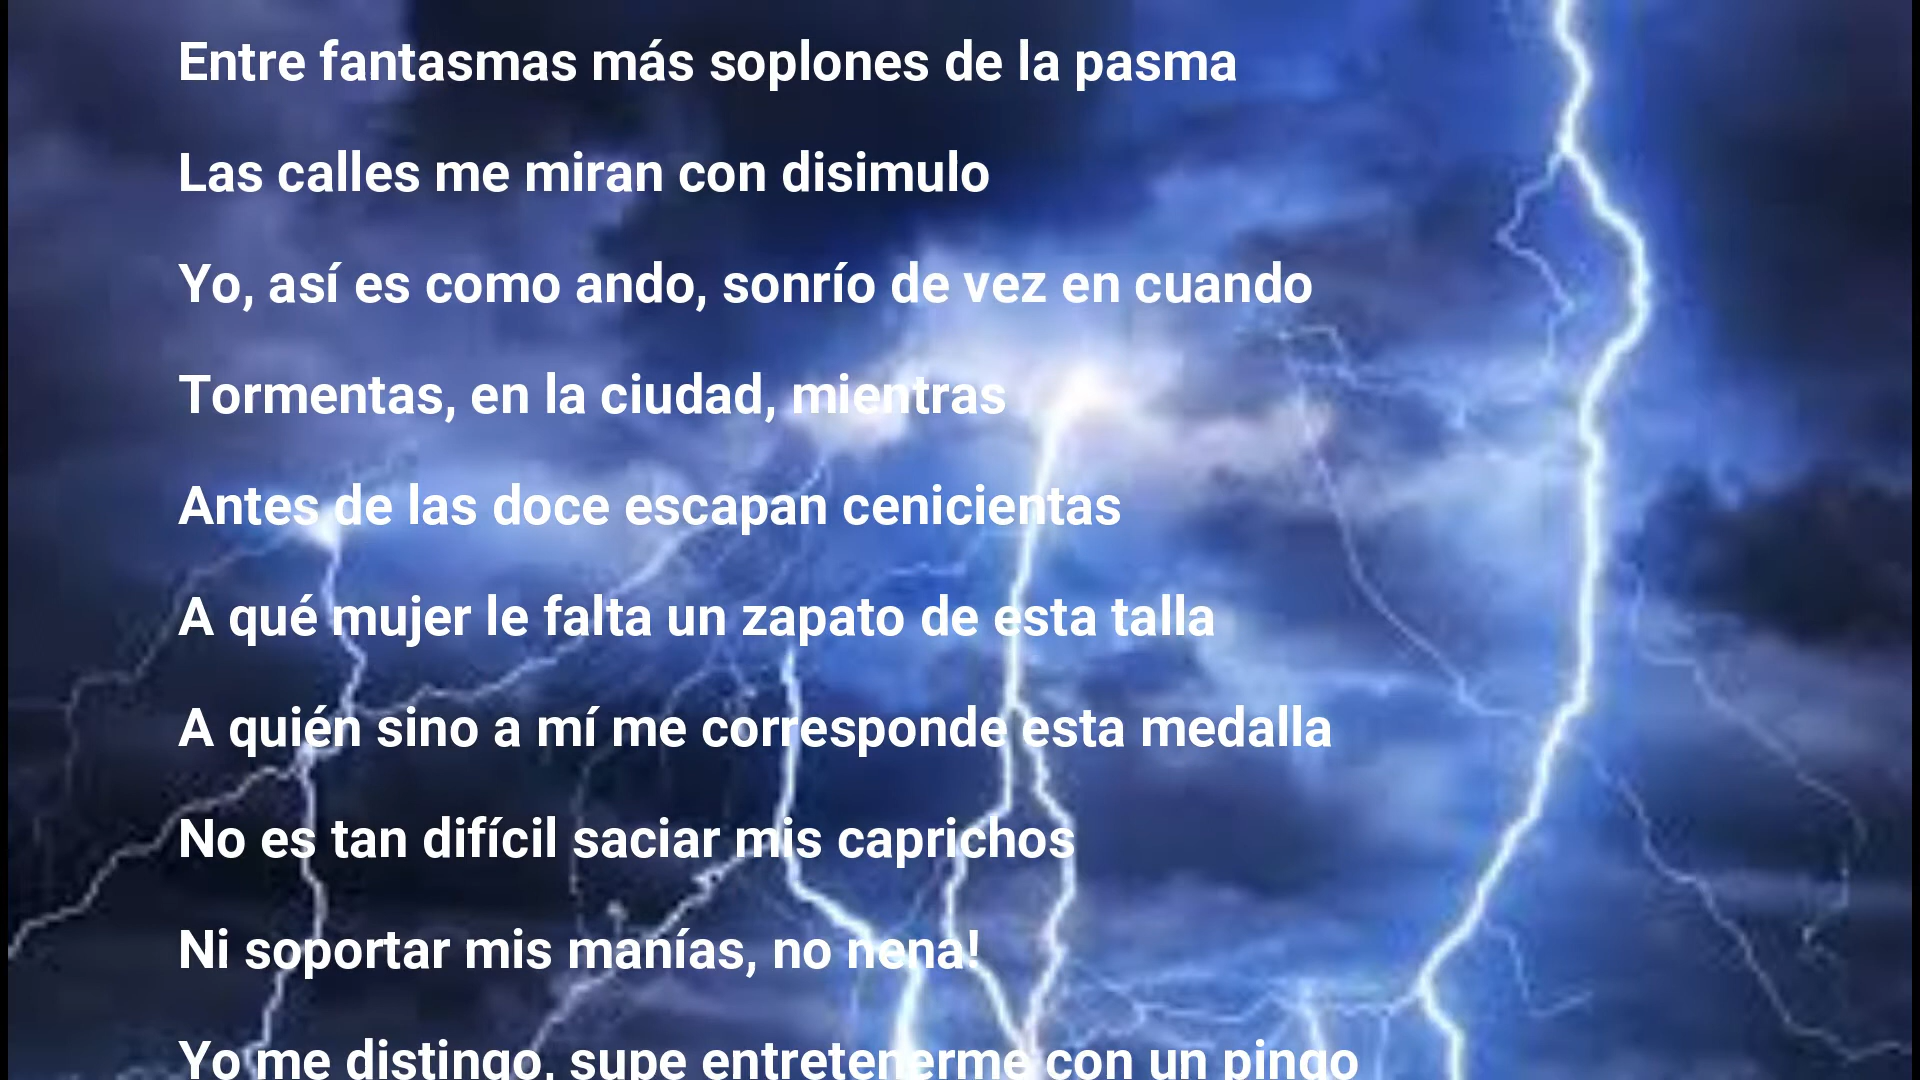 Entre fantasmas más soplones de la pasma
Las calles me miran con disimulo
Yo, así es como ando, sonrío de vez en cuando
Tormentas, en la ciudad, mientras
Antes de las doce escapan cenicientas
A qué mujer le falta un zapato de esta talla
A quién sino a mí me corresponde esta medalla
No es tan difícil saciar mis caprichos
Ni soportar mis manías, no nena!
Yo me distingo, supe entretenerme con un pingo